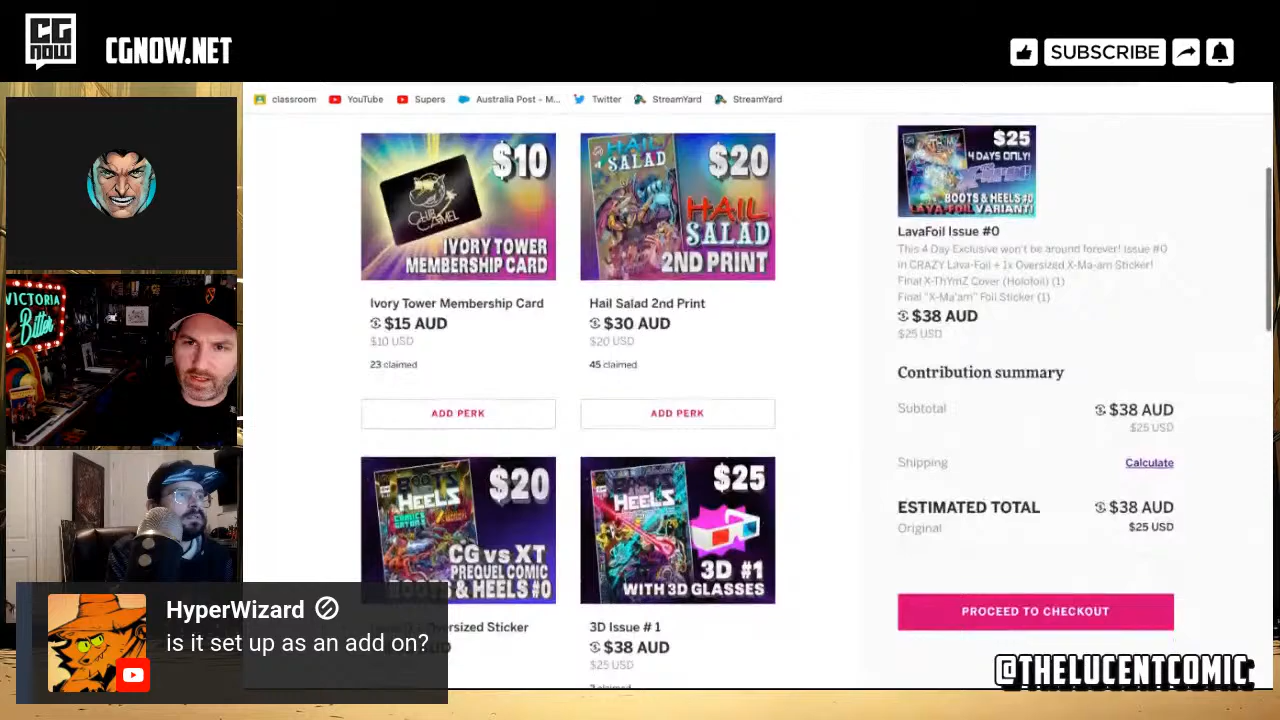 CG
NOW
CGNOW.NET
SUBSCRIBE
classroom
YouTube
Supers
Australia Post - M...
Twitter
StreamYard
StreamYard
VICTORIA
Bitter
$10
CLUB
CAMEL
IVORY TOWER
MEMBERSHIP CARD
Ivory Tower Membership Card
$15 AUD
$10 USD
23 claimed
ADD PERK
HAIL
SALAD
$20
HAIL
SALAD
2ND PRINT
Hail Salad 2nd Print
$30 AUD
$20 USD
45 claimed
ADD PERK
HEELS
$20
CG vs XT
PREQUEL COMIC
BOOTS & HEELS #0
ersized Sticker
HEELS
$25
3D #1
WITH 3D GLASSES
3D Issue # 1
$38 AUD
$25 USD
$25
4 DAYS ONLY!
BOOTS & HEELS #0
LAVA-FOIL VARIANT!
LavaFoil Issue #0
This 4 Day Exclusive won't be around forever! Issue #0
in CRAZY Lava-Foil + 1x Oversized X-Ma-am Sticker!
Final X-ThYmZ Cover (Holofoil) (1)
Final "X-Ma'am" Foil Sticker (1)
$38 AUD
$25 USD
Contribution summary
Subtotal $38 AUD
$25 USD
Shipping Calculate
ESTIMATED TOTAL $38 AUD
Original $25 USD
PROCEED TO CHECKOUT
HyperWizard
is it set up as an add on?
@THELUCENTCOMIC